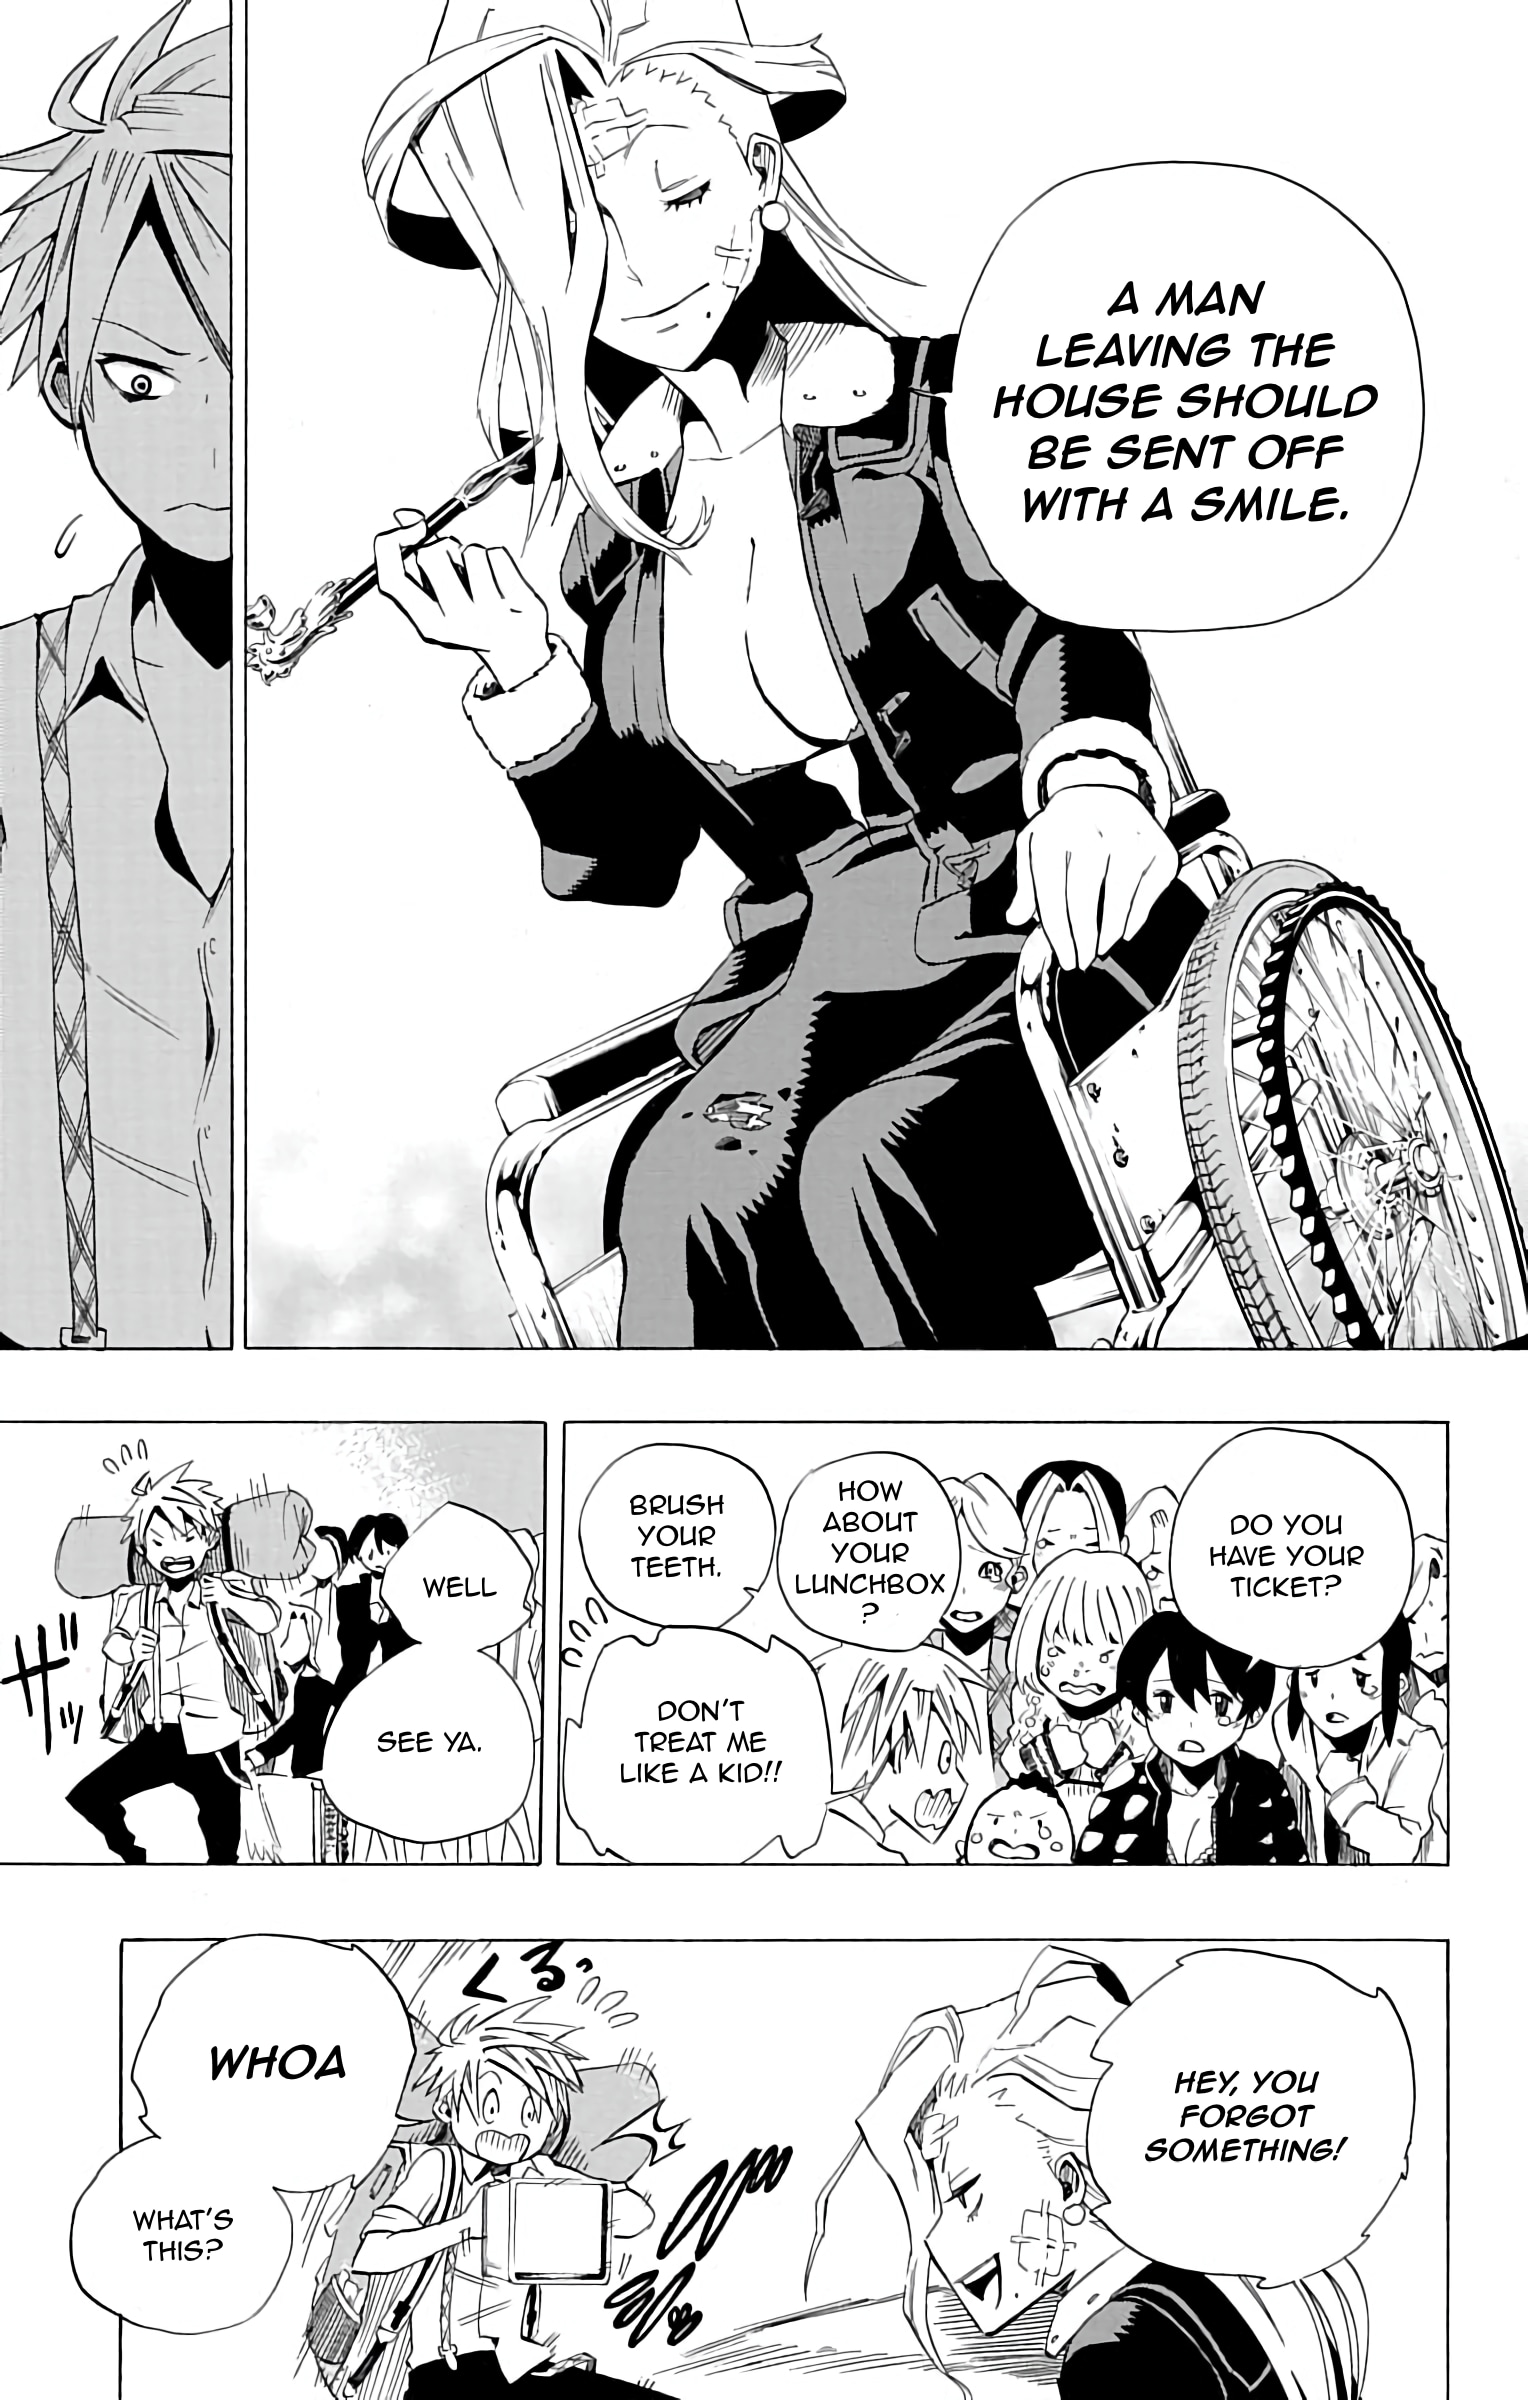 A MAN
LEAVING THE
HOUSE SHOULD
BE SENT OFF
WITH A SMILE.
DO YOU
HAVE YOUR
TICKET?
HOW
ABOUT
YOUR
LUNCHBOX
?
BRUSH
YOUR
TEETH.
DON'T
TREAT ME
LIKE A KID!!
WELL
SEE YA.
ザッ
HEY, YOU
FORGOT
SOMETHING!
くるっ
WHOA
WHAT'S
THIS?